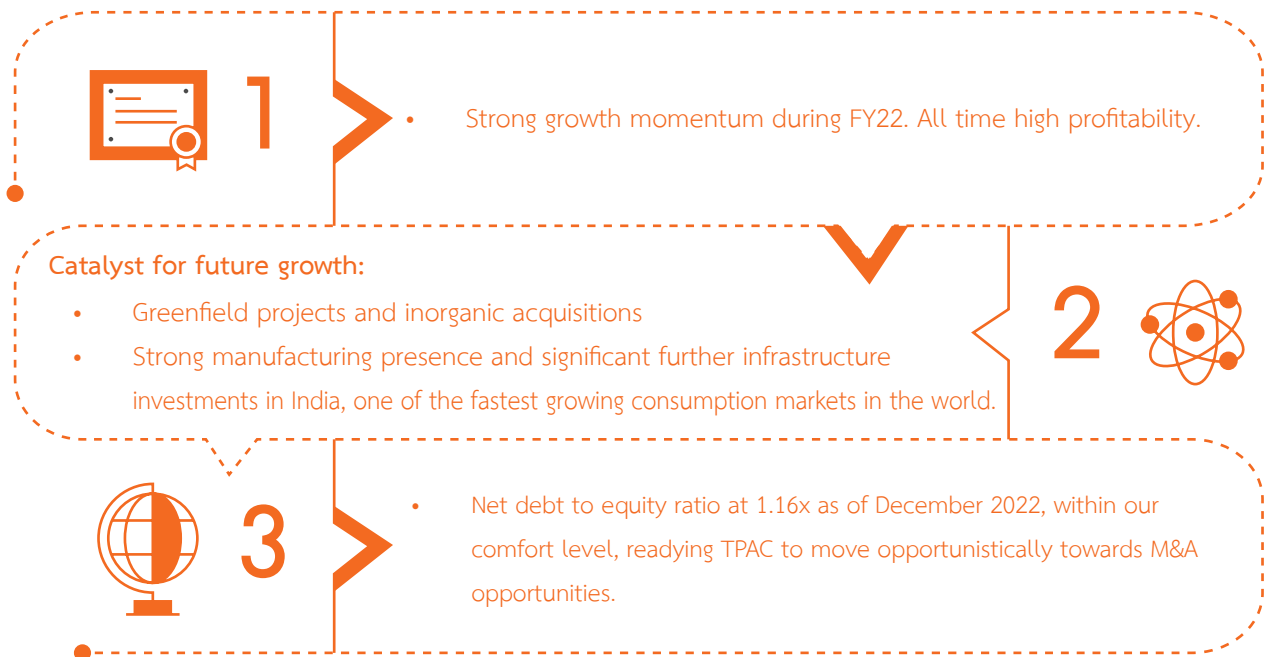 1
• Strong growth momentum during FY22. All time high profitability.
Catalyst for future growth:
• Greenfield projects and inorganic acquisitions
• Strong manufacturing presence and significant further infrastructure
investments in India, one of the fastest growing consumption markets in the world.
2
3
• Net debt to equity ratio at 1.16x as of December 2022, within our
comfort level, readying TPAC to move opportunistically towards M&A
opportunities.